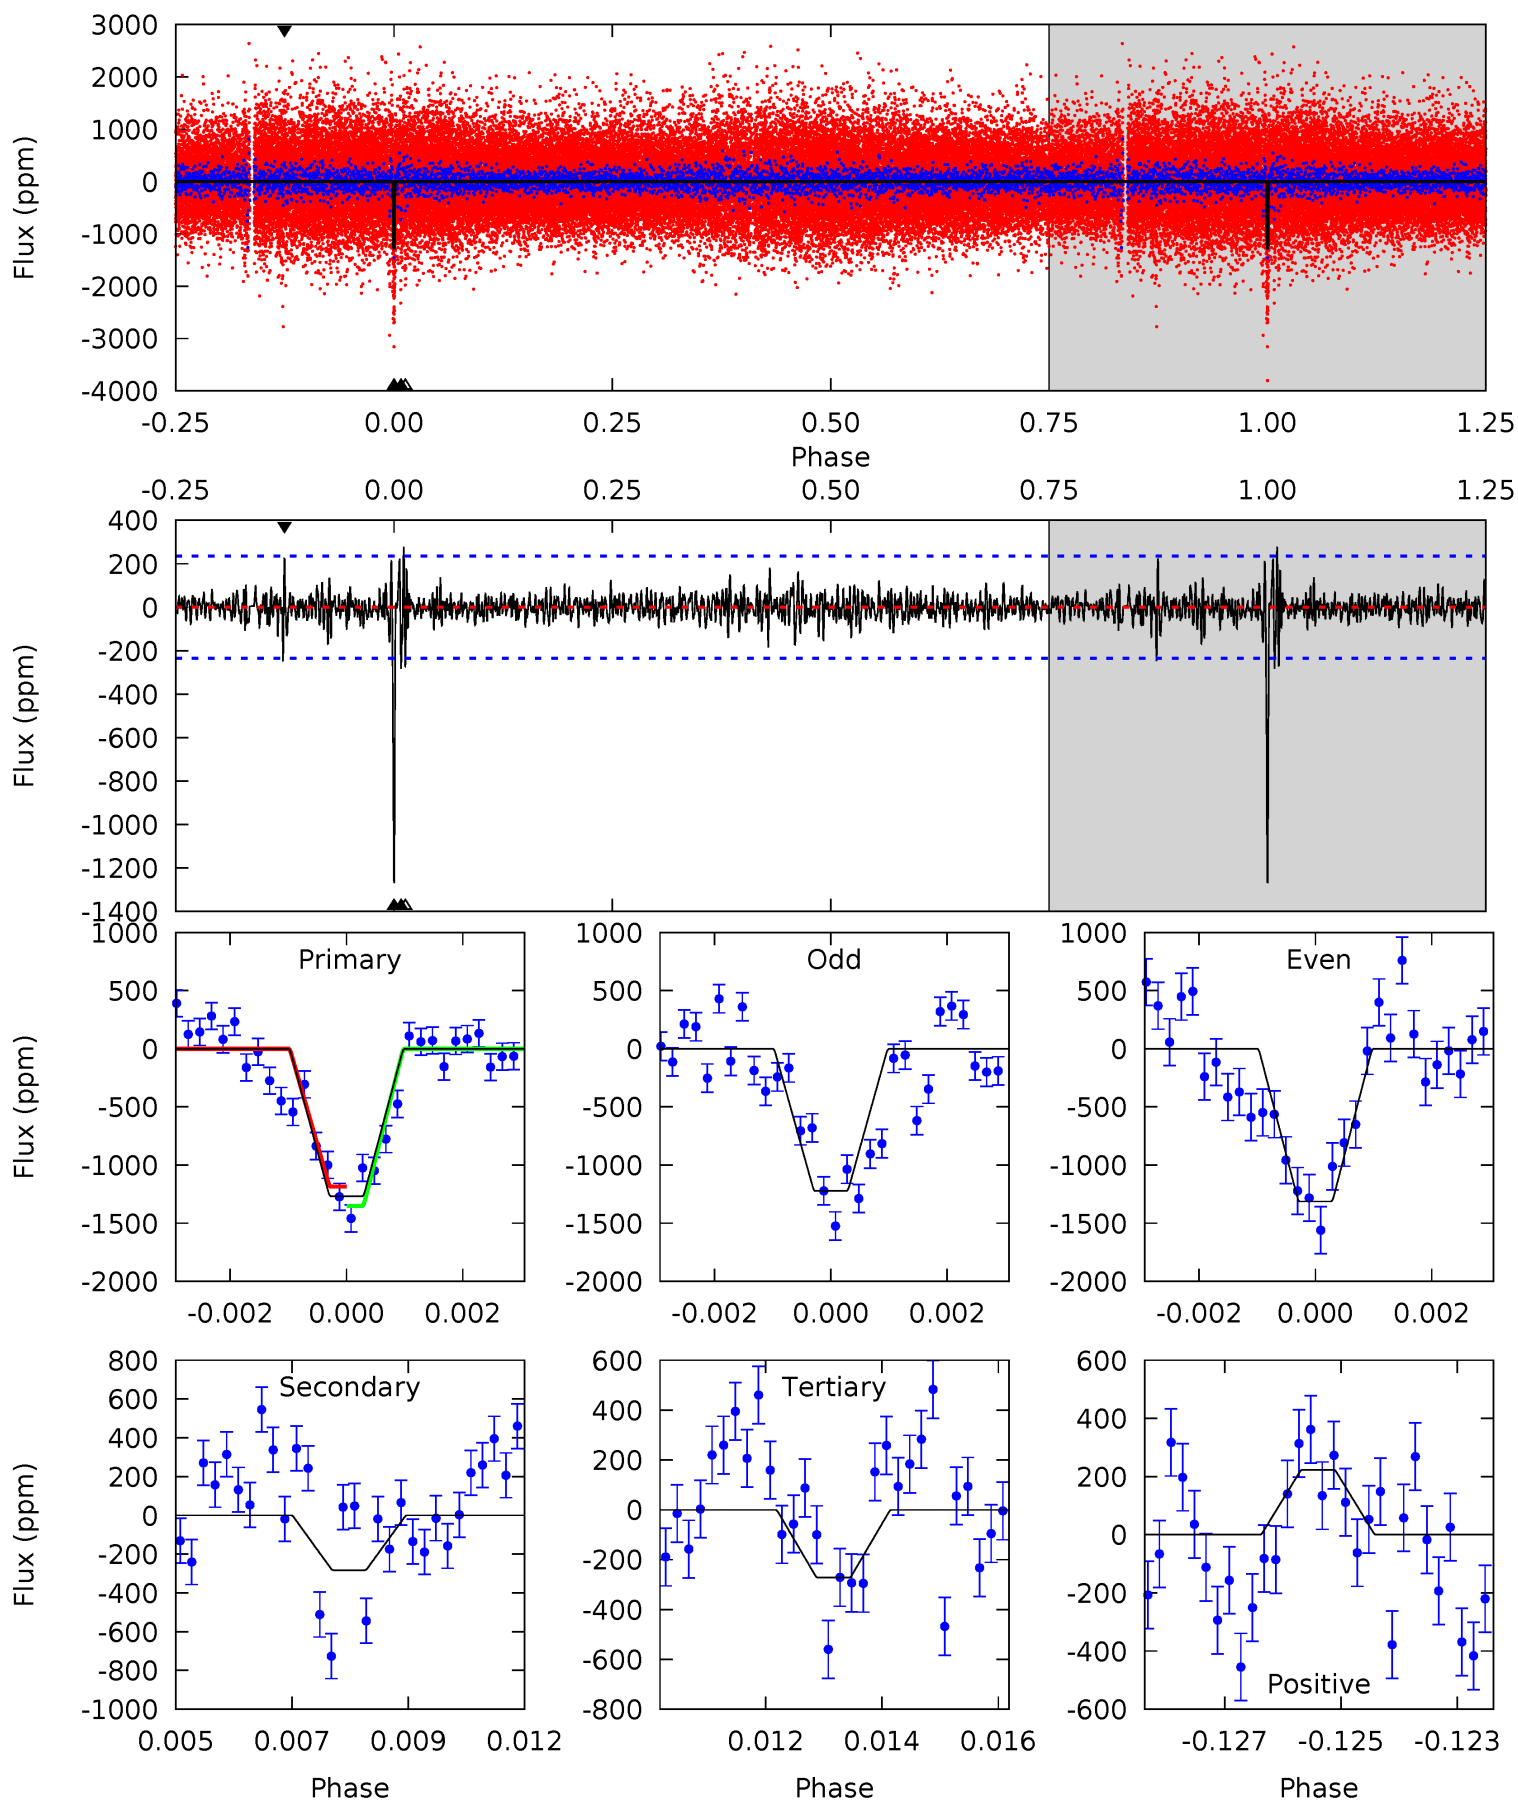 3000
2000
1000
0
-1000
-2000
-3000
-4000
Flux (ppm)
-0.25 0.00 0.25 0.50 0.75 1.00 1.25
Phase
-0.25 0.00 0.25 0.50 0.75 1.00 1.25
400
200
0
-200
-400
-600
-800
-1000
-1200
-1400
Flux (ppm)
Primary Odd Even
1000 1000 1000
500 500 500
0 0 0
-500 -500 -500
-1000 -1000 -1000
-1500 -1500 -1500
-2000 -2000 -2000
Flux (ppm)
-0.002 0.000 0.002 -0.002 0.000 0.002 -0.002 0.000 0.002
Secondary Tertiary
800
600
400
200
0
-200
-400
-600
-800
-1000
Flux (ppm)
600
400
200
0
-200
-400
-600
-800
600
400
200
0
-200
-400
-600
Positive
0.005 0.007 0.009 0.012 0.012 0.014 0.016 -0.127 -0.125 -0.123
Phase Phase Phase